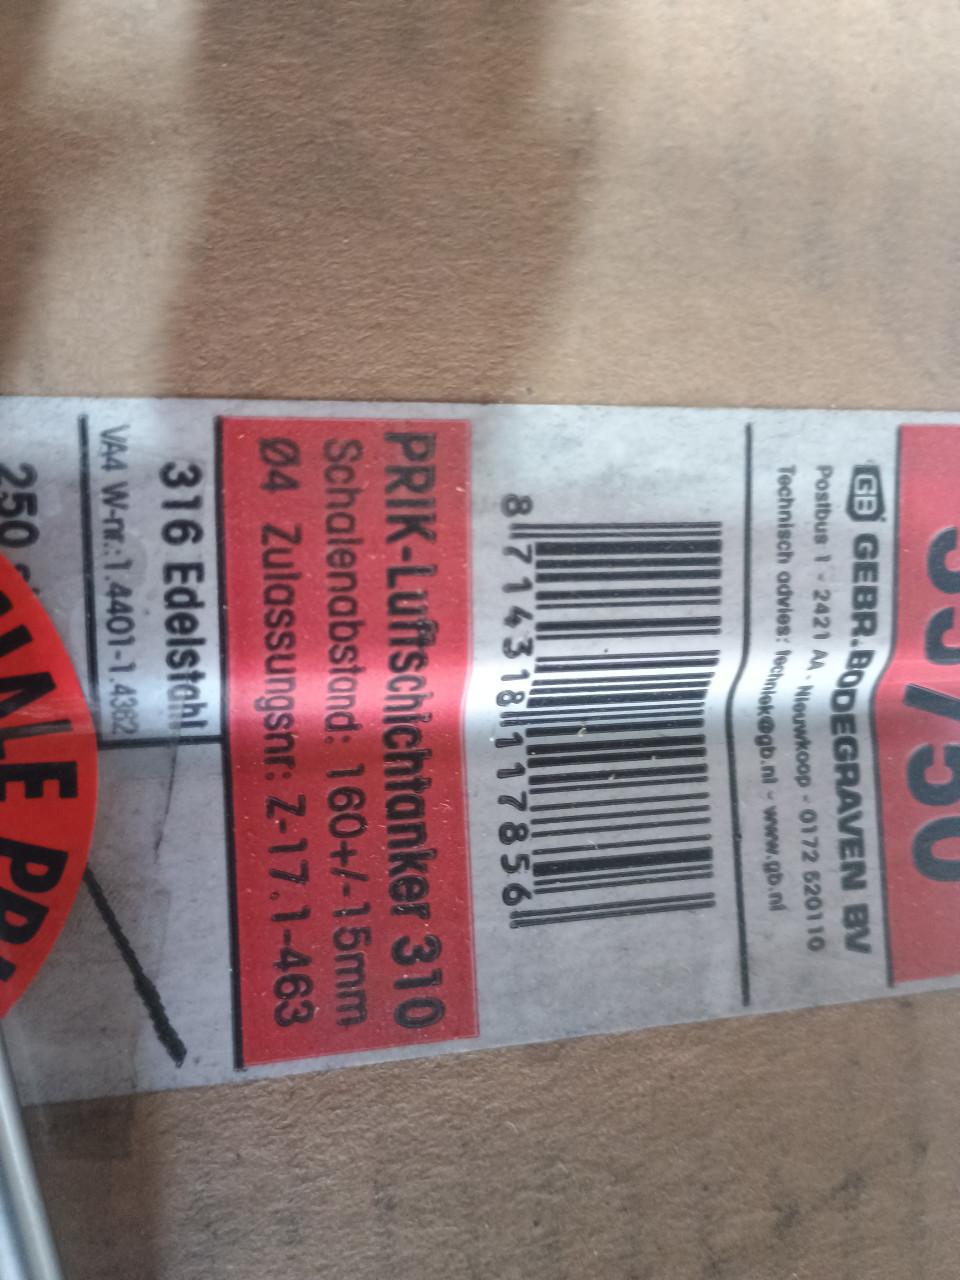 GB GEBR.BODEGRAVEN BV
Postbus 1 - 2421 AA - Nieuwkoop - 0172 520110
Technisch advies: techniek@gb.nl - www.gb.nl
8714318117856
PRIK-Luftschichtanker 310
Schalenabstand: 160+/-15mm
Ø4 Zulassungsnr: Z-17.1-463
316 Edelstahl
VA4 W-nr.:1.4401-1.4362
250